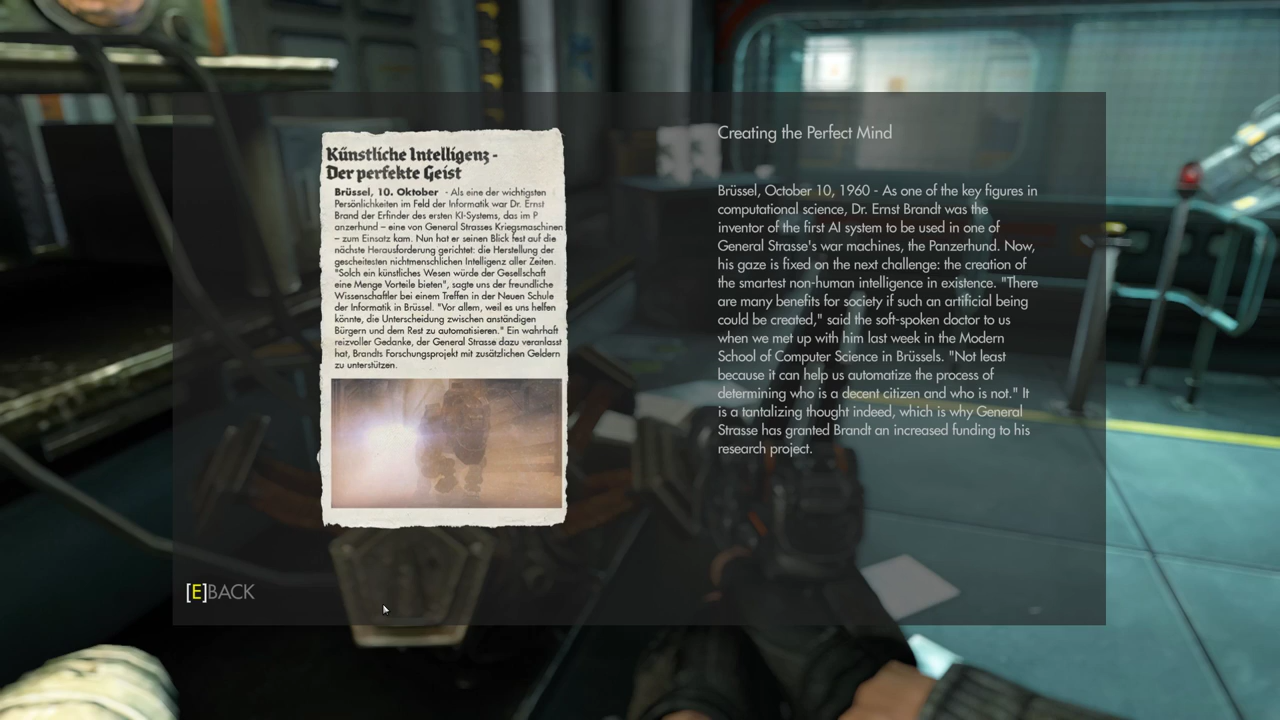 Künstliche Intelligenz -
Der perfekte Geist
Brüssel, 10. Oktober - Als eine der wichtigsten
Persönlichkeiten im Feld der Informatik war Dr. Ernst
Brand der Erfinder des ersten KI-Systems, das im P
anzerhund – eine von General Strasses Kriegsmaschinen
– zum Einsatz kam. Nun hat er seinen Blick fest auf die
nächste Herausforderung gerichtet: die Herstellung der
gescheitesten nichtmenschlichen Intelligenz aller Zeiten.
"Solch ein künstliches Wesen würde der Gesellschaft
eine Menge Vorteile bieten", sagte uns der freundliche
Wissenschaftler bei einem Treffen in der Neuen Schule
der Informatik in Brüssel. "Vor allem, weil es uns helfen
könnte, die Unterscheidung zwischen anständigen
Bürgern und dem Rest zu automatisieren." Ein wahrhaft
reizvoller Gedanke, der General Strasse dazu veranlasst
hat, Brandts Forschungsprojekt mit zusätzlichen Geldern
zu unterstützen.
Creating the Perfect Mind
Brüssel, October 10, 1960 - As one of the key figures in
computational science, Dr. Ernst Brandt was the
inventor of the first AI system to be used in one of
General Strasse's war machines, the Panzerhund. Now,
his gaze is fixed on the next challenge: the creation of
the smartest non-human intelligence in existence. "There
are many benefits for society if such an artificial being
could be created," said the soft-spoken doctor to us
when we met up with him last week in the Modern
School of Computer Science in Brüssels. "Not least
because it can help us automatize the process of
determining who is a decent citizen and who is not." It
is a tantalizing thought indeed, which is why General
Strasse has granted Brandt an increased funding to his
research project.
[E]BACK